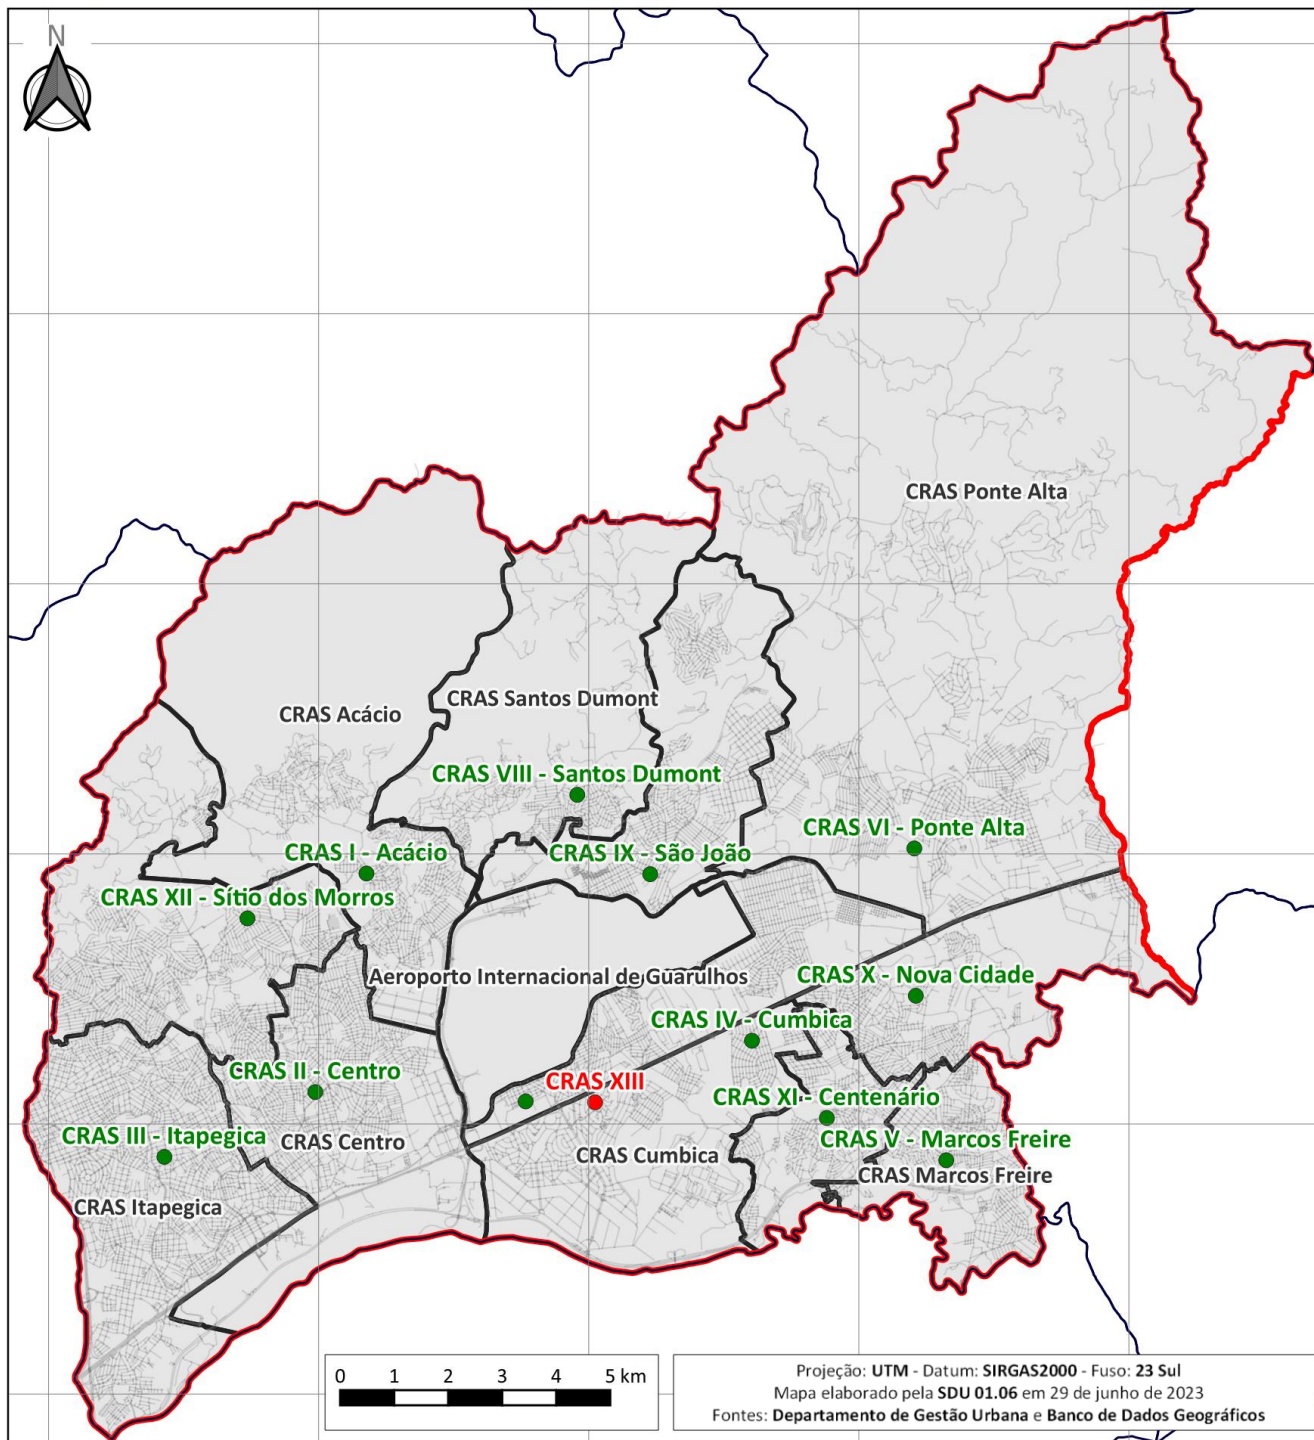 N
CRAS Ponte Alta
CRAS Santos Dumont
CRAS Acácio
CRAS VIII - Santos Dumont
CRAS VI - Ponte Alta
CRAS I - Acácio
CRAS IX - São João
CRAS XII - Sítio dos Morros
Aeroporto Internacional de Guarulhos
CRAS X - Nova Cidade
CRAS IV - Cumbica
CRAS II - Centro
CRAS XIII
CRAS XI - Centenário
CRAS III - Itapegica
CRAS Centro
CRAS V - Marcos Freire
CRAS Cumbica
CRAS Marcos Freire
CRAS Itapegica
0 1 2 3 4 5 km
Projeção: UTM - Datum: SIRGAS2000 - Fuso: 23 Sul
Mapa elaborado pela SDU 01.06 em 29 de junho de 2023
Fontes: Departamento de Gestão Urbana e Banco de Dados Geográficos